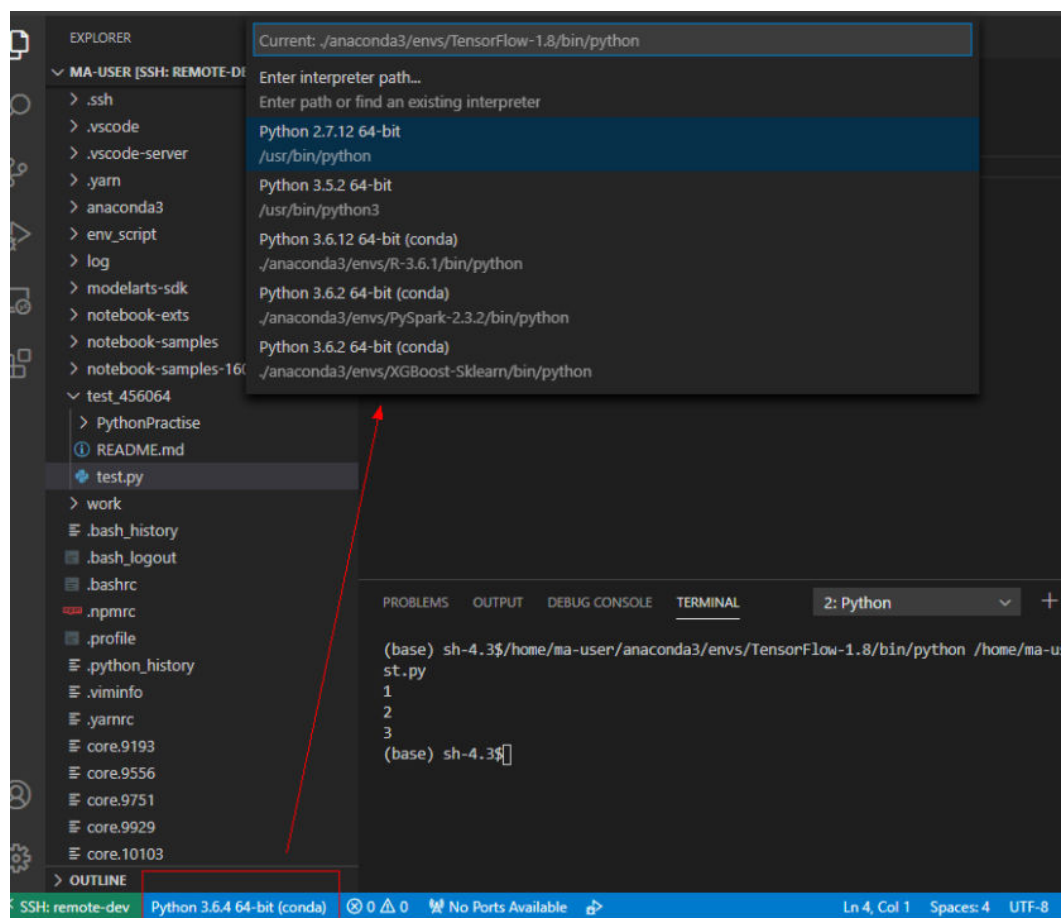 EXPLORER
MA-USER [SSH: REMOTE-DE
.ssh
.vscode
.vscode-server
.yarn
anaconda3
env_script
log
modelarts-sdk
notebook-exts
notebook-samples
notebook-samples-160
test_456064
PythonPractise
README.md
test.py
work
.bash_history
.bash_logout
.bashrc
.npmrc
.profile
.python_history
.viminfo
.yarnrc
core.9193
core.9556
core.9751
core.9929
core.10103
OUTLINE
Current: ./anaconda3/envs/TensorFlow-1.8/bin/python
Enter interpreter path...
Enter path or find an existing interpreter
Python 2.7.12 64-bit
/usr/bin/python
Python 3.5.2 64-bit
/usr/bin/python3
Python 3.6.12 64-bit (conda)
./anaconda3/envs/R-3.6.1/bin/python
Python 3.6.2 64-bit (conda)
./anaconda3/envs/PySpark-2.3.2/bin/python
Python 3.6.2 64-bit (conda)
./anaconda3/envs/XGBoost-Sklearn/bin/python
PROBLEMS OUTPUT DEBUG CONSOLE TERMINAL 2: Python
(base) sh-4.3$/home/ma-user/anaconda3/envs/TensorFlow-1.8/bin/python /home/ma-u
st.py
1
2
3
(base) sh-4.3$
SSH: remote-dev Python 3.6.4 64-bit (conda) 0 0 No Ports Available Ln 4, Col 1 Spaces: 4 UTF-8